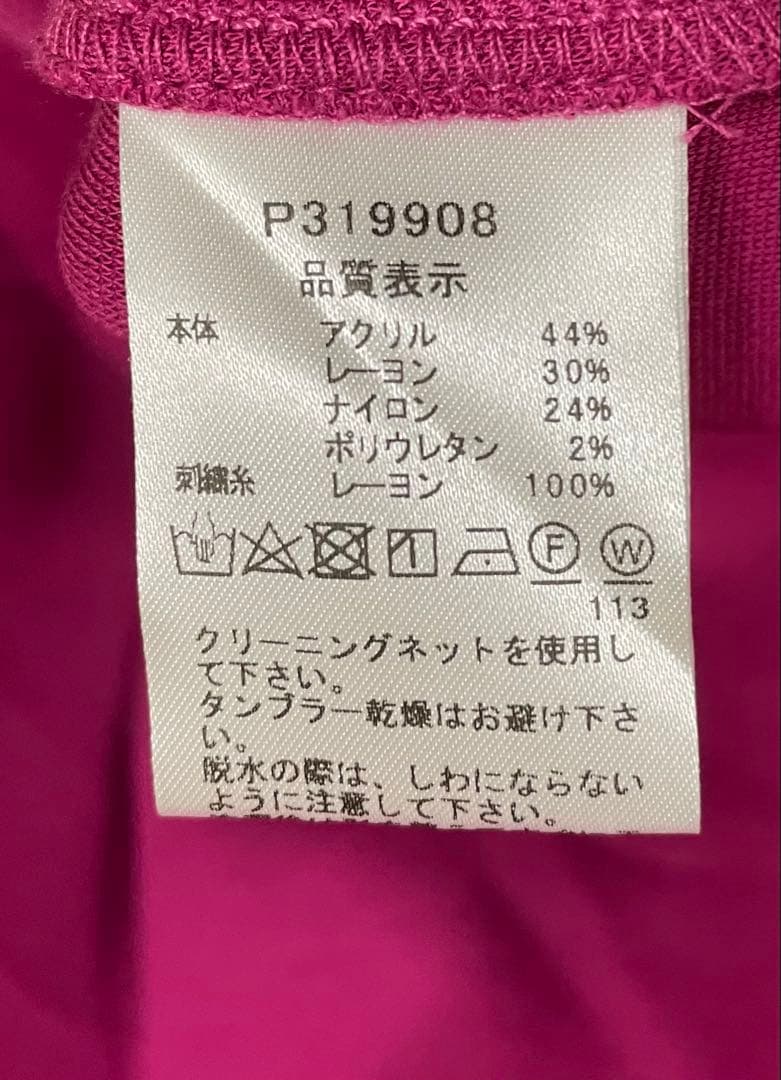 P319908
品質表示
本体 アクリル 44%
レーヨン 30%
ナイロン 24%
ポリウレタン 2%
刺繍糸 レーヨン 100%
F W
113
クリーニングネットを使用し
て下さい。
タンブラー乾燥はお避け下さ
い。
脱水の際は、しわにならない
ように注意して下さい。